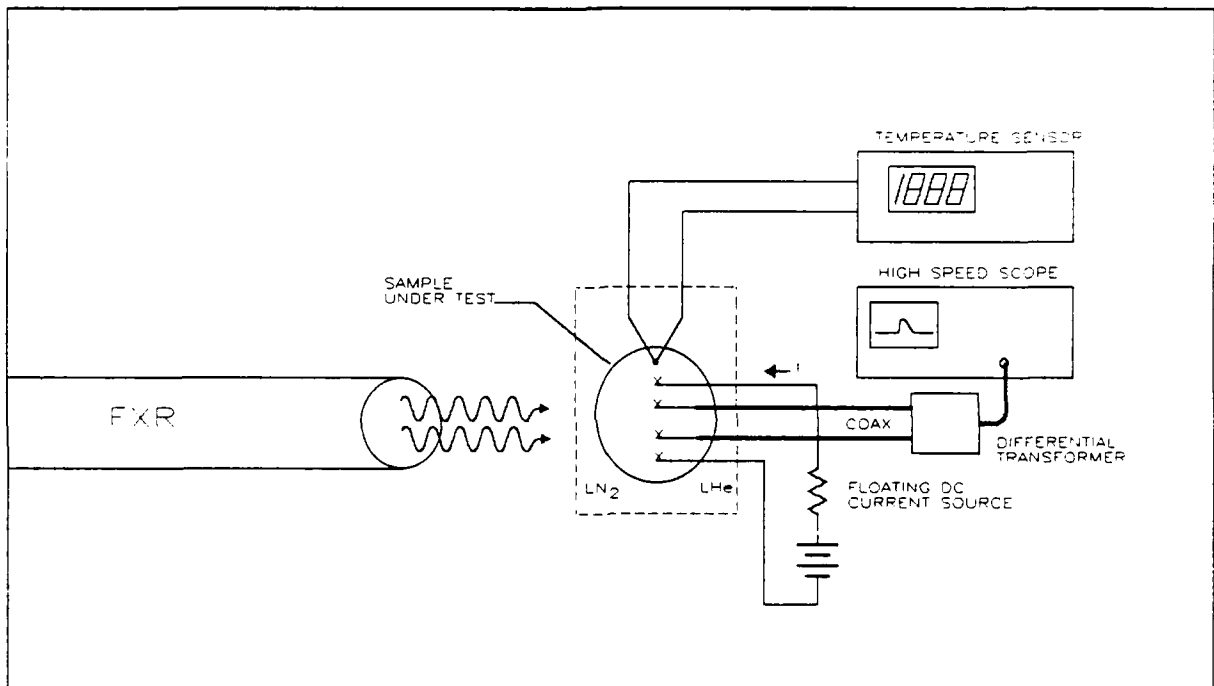 TEMPERATURE SENSOR
1888
HIGH SPEED SCOPE
SAMPLE
UNDER TEST
I
FXR
COAX
DIFFERENTIAL
TRANSFORMER
LN2
LHe
FLOATING DC
CURRENT SOURCE